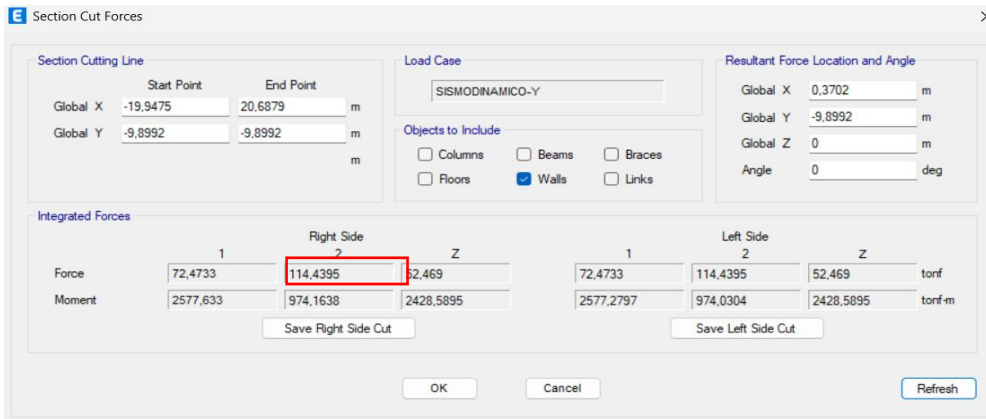 E Section Cut Forces
Section Cutting Line
Start Point End Point
Global X -19,9475 20,6879 m
Global Y -9,8992 -9,8992 m
m
Load Case
SISMODINAMICO-Y
Objects to Include
Columns Beams Braces
Floors Walls Links
Resultant Force Location and Angle
Global X 0,3702 m
Global Y -9,8992 m
Global Z 0 m
Angle 0 deg
Integrated Forces
Right Side Left Side
1 2 Z 1 2 Z
Force 72,4733 114,4395 52,469 72,4733 114,4395 52,469 tonf
Moment 2577,633 974,1638 2428,5895 2577,2797 974,0304 2428,5895 tonf-m
Save Right Side Cut Save Left Side Cut
OK Cancel Refresh